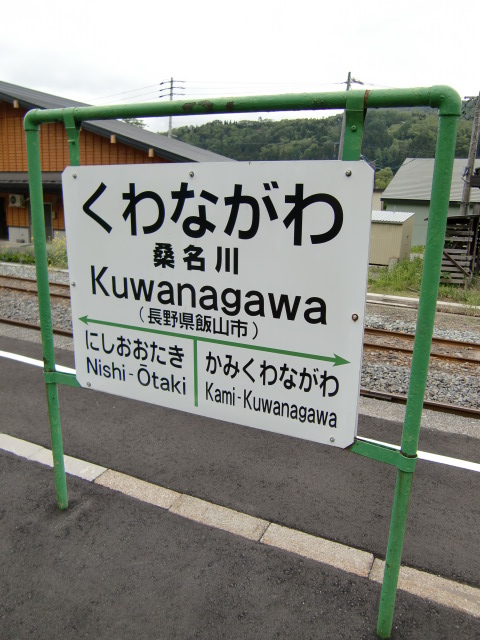 くわながわ
桑名川
Kuwanagawa
（長野県飯山市）
にしおおたき
Nishi-Ōtaki
かみくわながわ
Kami-Kuwanagawa